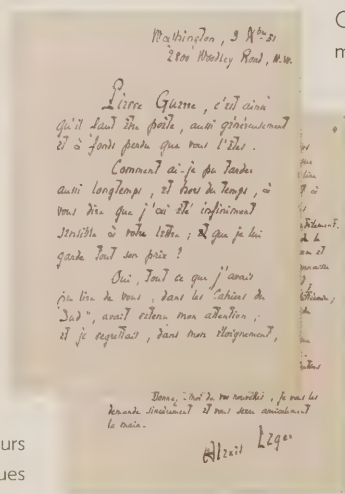 Washington, 3 Xbre 51
2800 Woodley Road, N.W.
Pierre Guerre, c'est ainsi
qu'il faut être poète, aussi généreusement
et à fonds perdu que vous l'êtes.
Comment ai-je pu tarder
aussi longtemps, et hors du temps, à
vous dire que j'ai été infiniment
sensible à votre lettre ; et que je lui
garde tout son prix ?
Oui, tout ce que j'avais
pu lire de vous, dans les "Cahiers du
Sud", avait retenu mon attention ;
et je regrettais, dans mon éloignement,
Donnez-moi de vos nouvelles, je vous les
demande sincèrement et vous serre amicalement
la main.
Alexis Leger
urs
ques